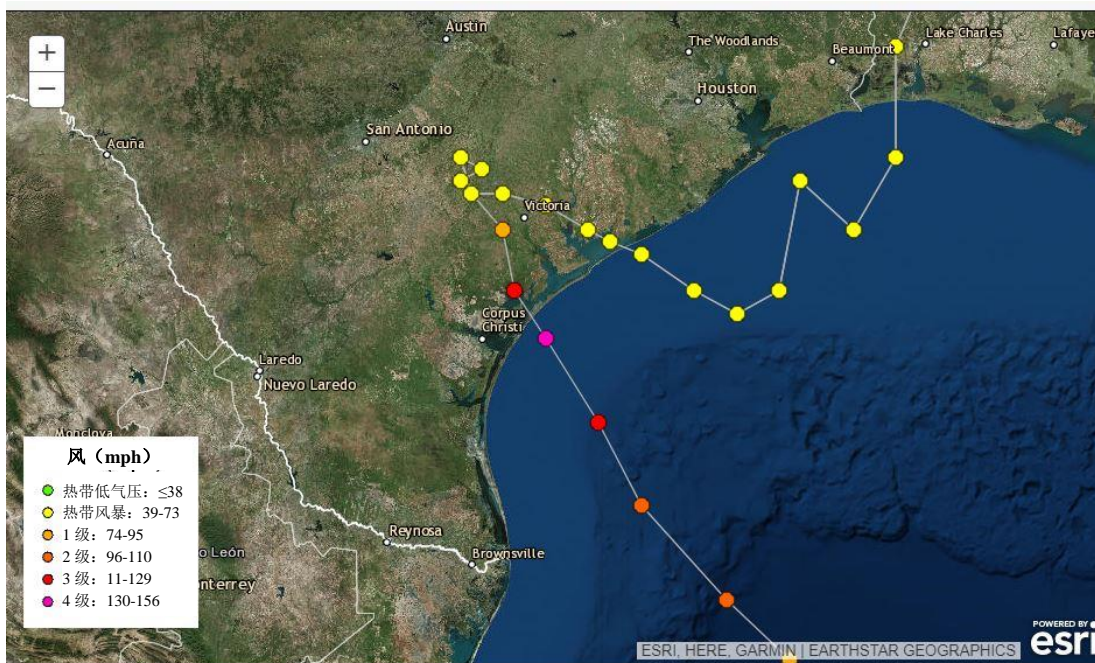 +
Austin
Lake Charles
The Woodlands
Beaumont
−
Houston
San Antonio
Acuña
Victoria
Corpus
Christi
Laredo
Nuevo Laredo
Monclova
风（mph）
热带低气压：≤38
热带风暴：39-73
1 级：74-95
2 级：96-110
3 级：11-129
4 级：130-156
Reynosa
León
Brownsville
POWERED BY
esri
ESRI, HERE, GARMIN | EARTHSTAR GEOGRAPHICS